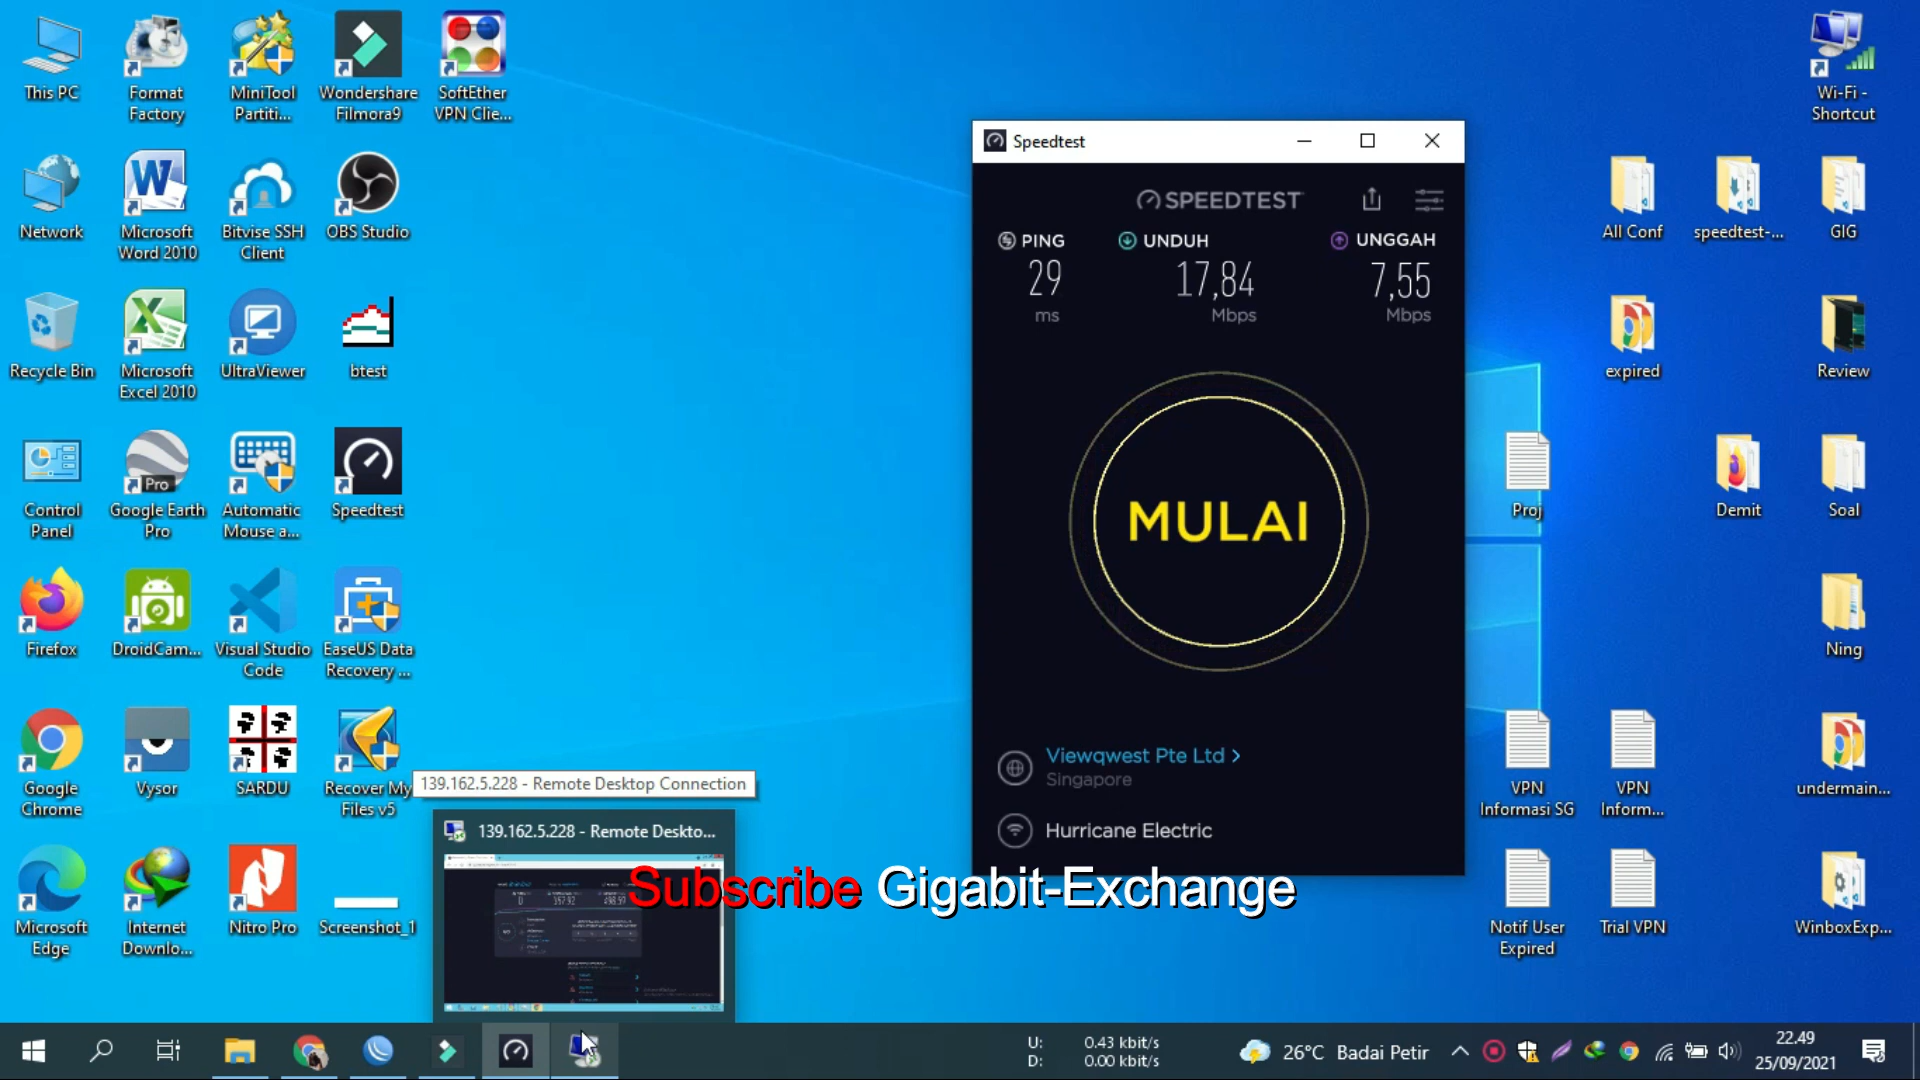 This PC
Format
Factory
MiniTool
Partiti...
Wondershare
Filmora9
SoftEther
VPN Clie...
Wi-Fi -
Shortcut
Network
Microsoft
Word 2010
Bitvise SSH
Client
OBS Studio
Recycle Bin
Microsoft
Excel 2010
UltraViewer
btest
Control
Panel
Pro
Google Earth
Pro
Automatic
Mouse a...
Speedtest
Firefox
DroidCam...
Visual Studio
Code
EaseUS Data
Recovery ...
Google
Chrome
Vysor
SARDU
Recover My
Files v5
Microsoft
Edge
Internet
Downlo...
Nitro Pro
Screenshot_1
Speedtest
SPEEDTEST
PING
29
ms
UNDUH
17,84
Mbps
UNGGAH
7,55
Mbps
MULAI
Viewqwest Pte Ltd >
Singapore
Hurricane Electric
All Conf
speedtest-...
GIG
expired
Review
Proj
Demit
Soal
Ning
VPN
Informasi SG
VPN
Inform...
undermain...
Notif User
Expired
Trial VPN
WinboxExp...
139.162.5.228 - Remote Desktop Connection
139.162.5.228 - Remote Deskto...
Subscribe Gigabit-Exchange
U: 0.43 kbit/s
D: 0.00 kbit/s
26°C Badai Petir
22.49
25/09/2021